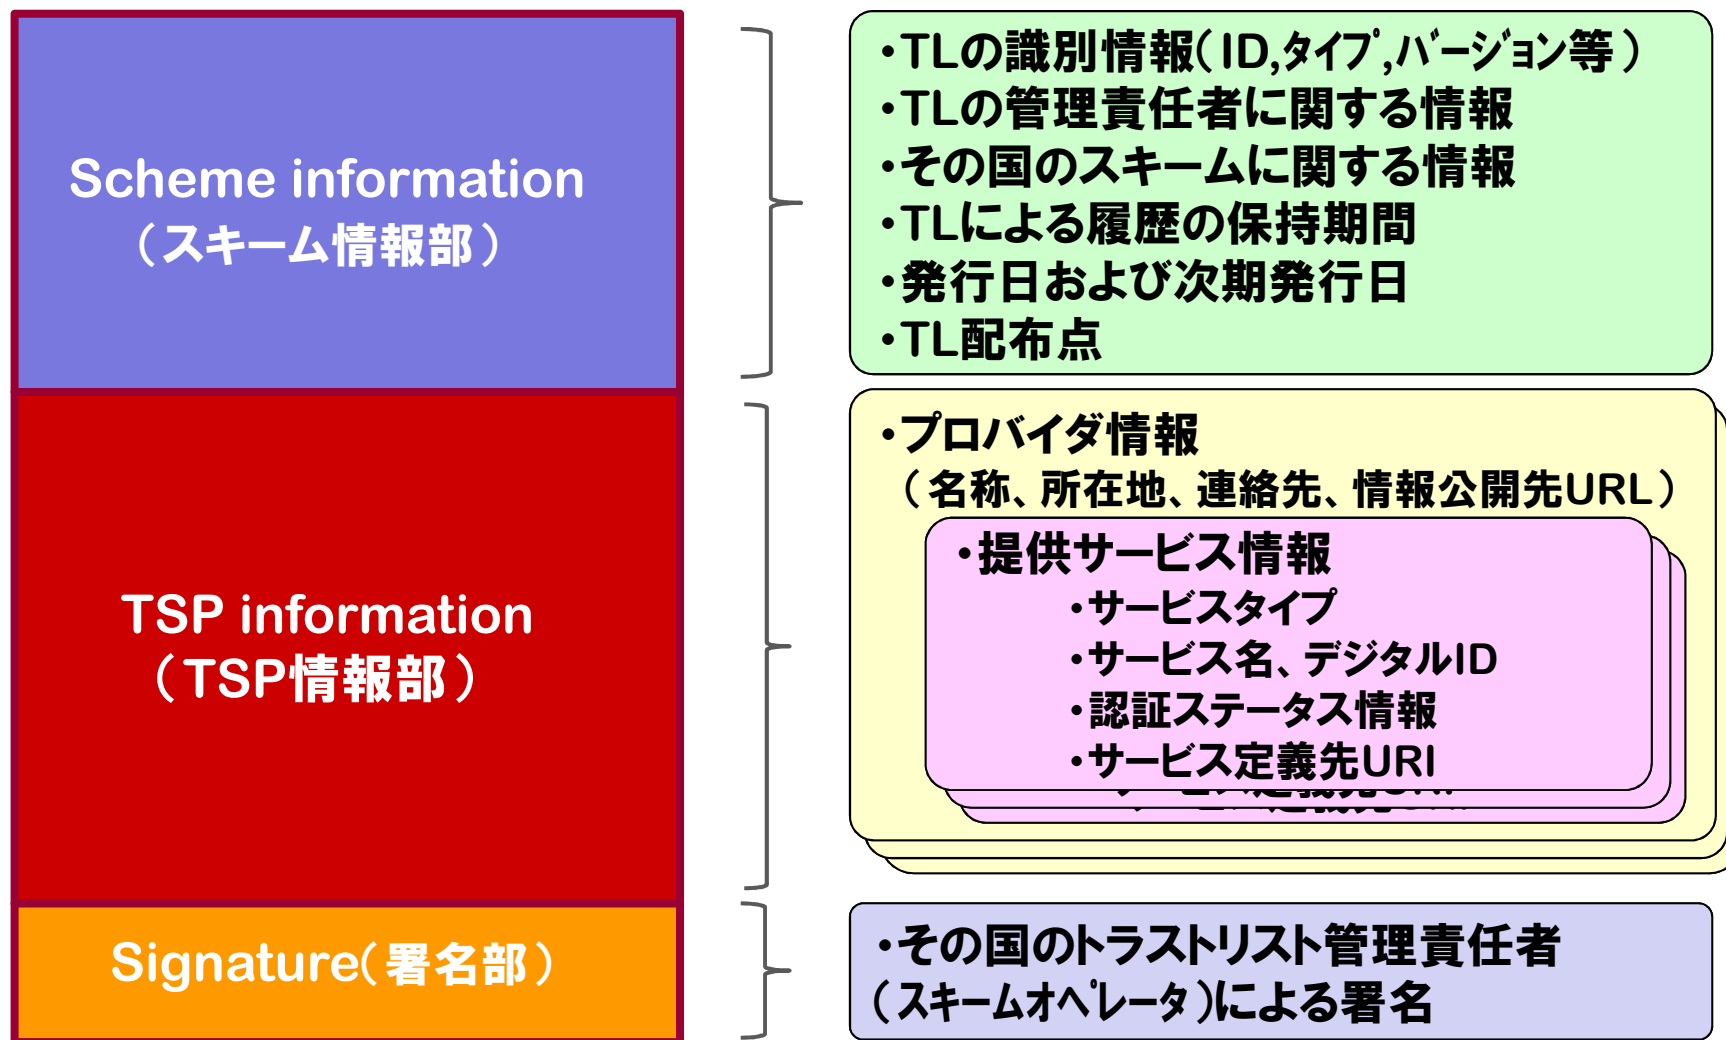 Scheme information
（スキーム情報部）
・TLの識別情報（ID,ﾀｲﾌﾟ,ﾊﾞｰｼﾞｮﾝ等）
・TLの管理責任者に関する情報
・その国のスキームに関する情報
・TLによる履歴の保持期間
・発行日および次期発行日
・TL配布点
TSP information
（TSP情報部）
・プロバイダ情報
（名称、所在地、連絡先、情報公開先URL）
・提供サービス情報
・サービスタイプ
・サービス名、デジタルID
・認証ステータス情報
・サービス定義先URI
Signature（署名部）
・その国のトラストリスト管理責任者
（ｽｷｰﾑｵﾍﾟﾚｰﾀ）による署名